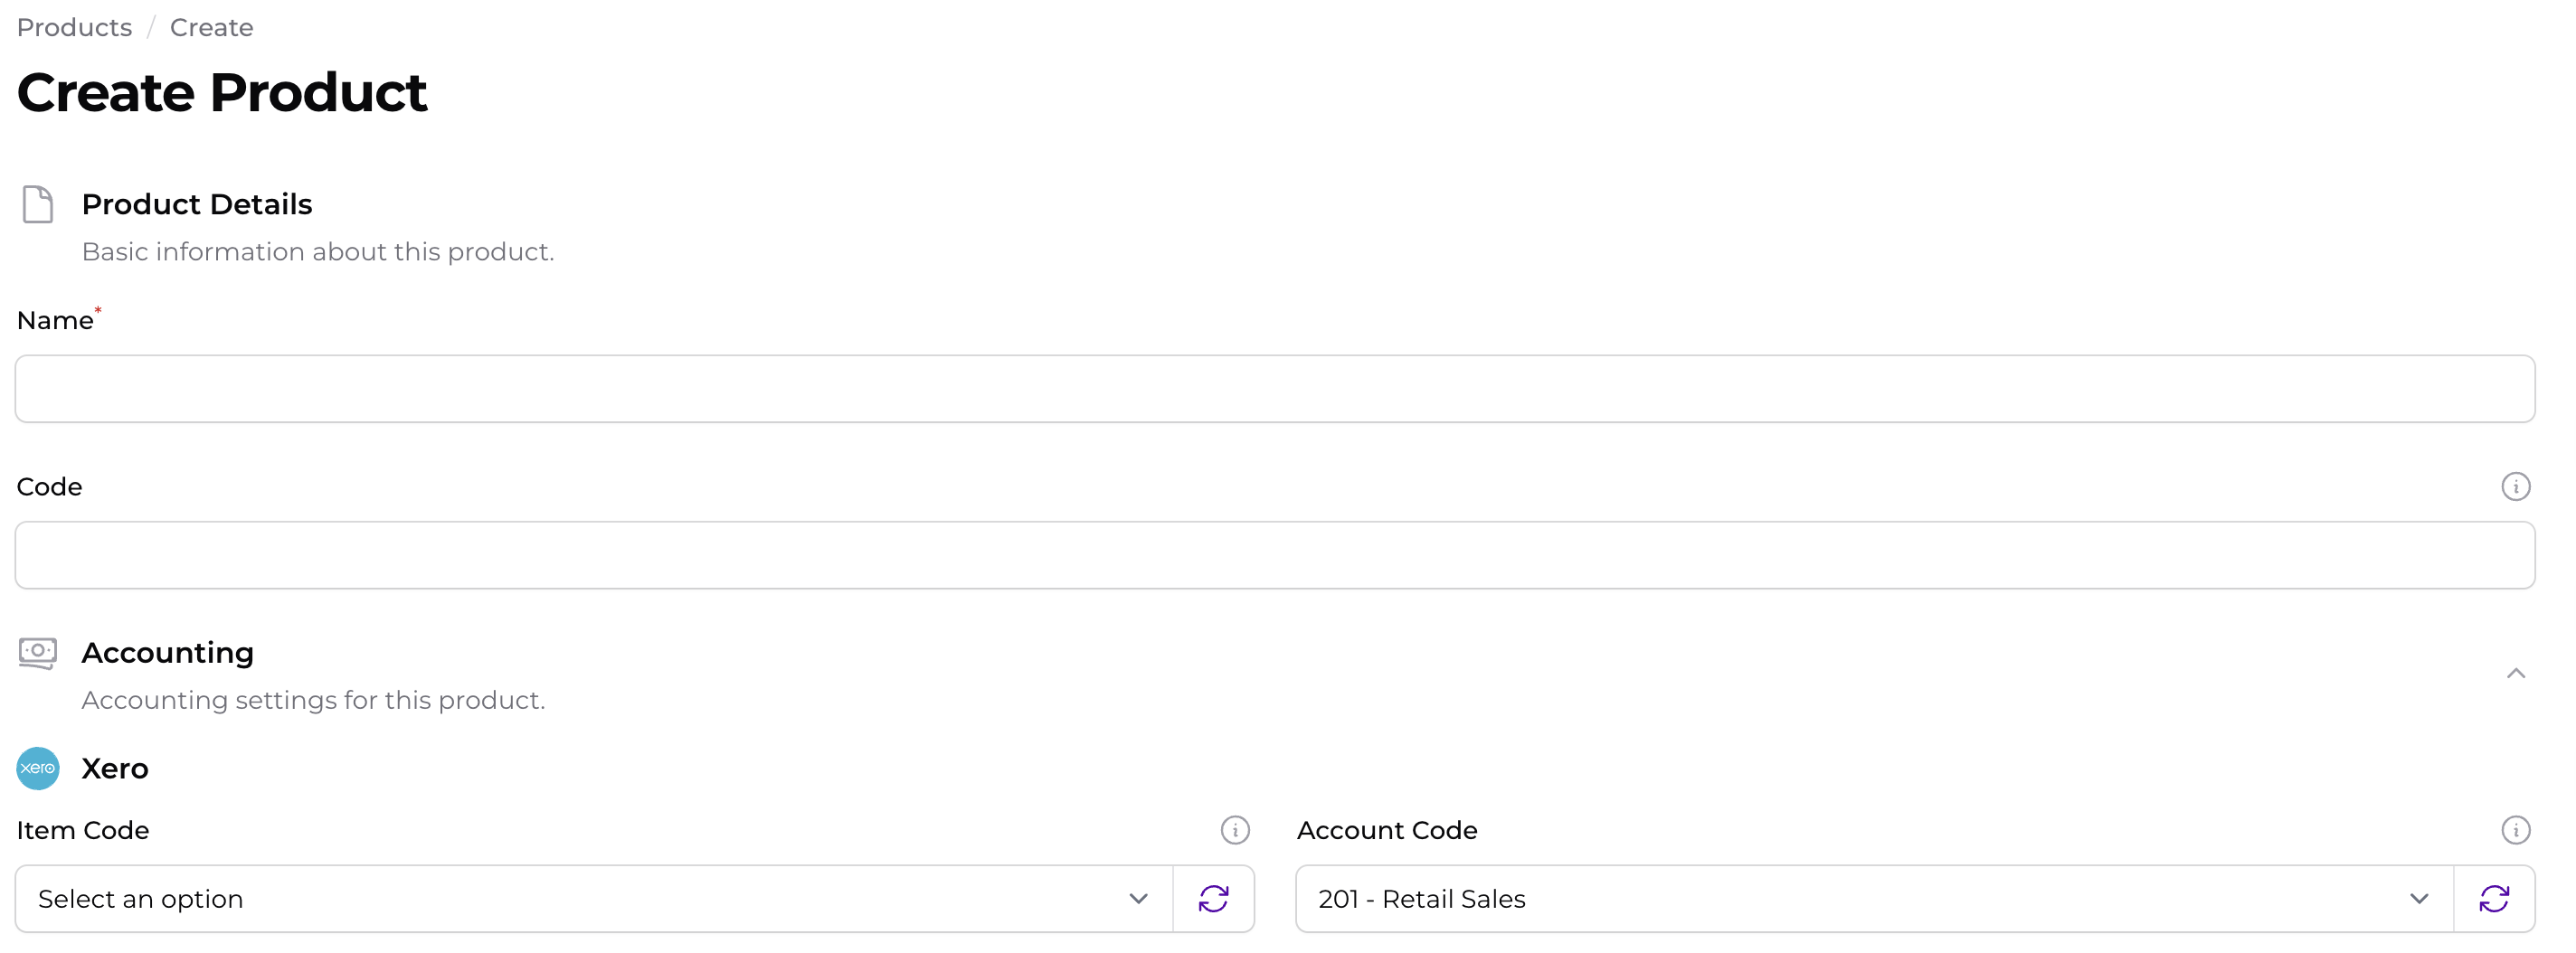 Products / Create
Create Product
Product Details
Basic information about this product.
Name*
Code
Accounting
Accounting settings for this product.
xero Xero
Item Code
Account Code
Select an option
201 - Retail Sales